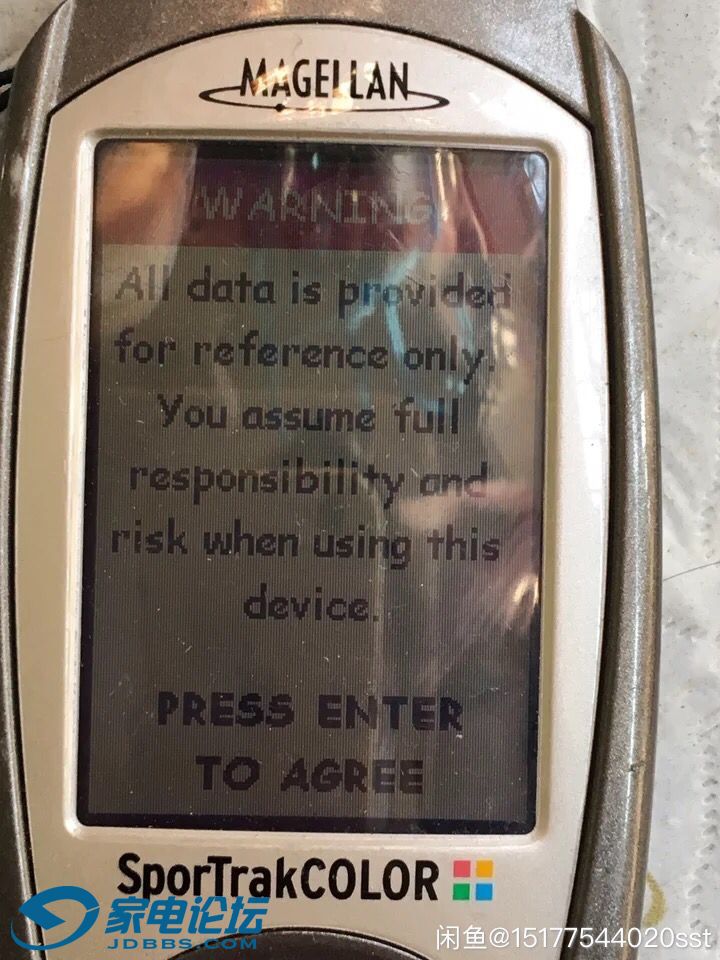 MAGELLAN
WARNING
All data is provided
for reference only.
You assume full
responsibility and
risk when using this
device.
PRESS ENTER
TO AGREE
SporTrakCOLOR
家电论坛
JDBBS.COM
闲鱼@15177544020sst